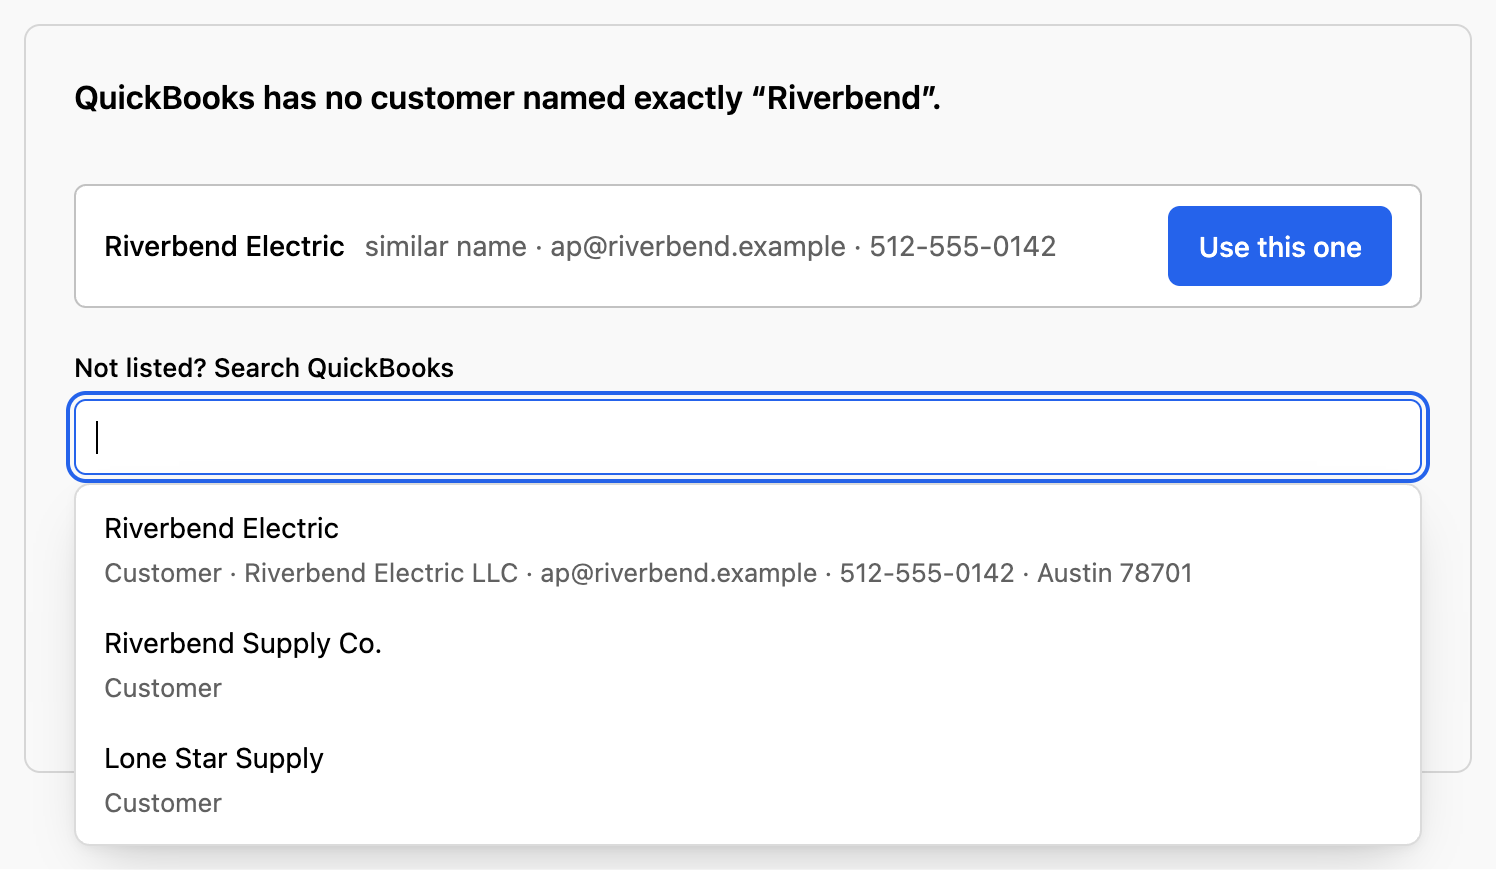 QuickBooks has no customer named exactly “Riverbend”.
Riverbend Electric similar name · ap@riverbend.example · 512-555-0142 Use this one
Not listed? Search QuickBooks
Riverbend Electric
Customer · Riverbend Electric LLC · ap@riverbend.example · 512-555-0142 · Austin 78701
Riverbend Supply Co.
Customer
Lone Star Supply
Customer